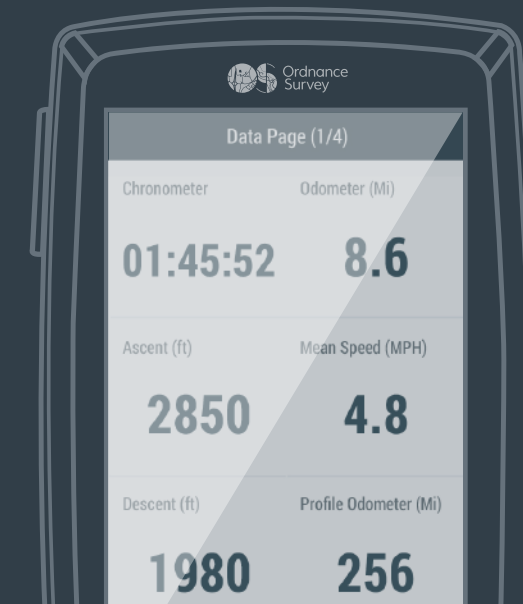 Ordnance
Survey
Data Page (1/4)
Chronometer Odometer (Mi)
01:45:52 8.6
Ascent (ft) Mean Speed (MPH)
2850 4.8
Descent (ft) Profile Odometer (Mi)
1980 256